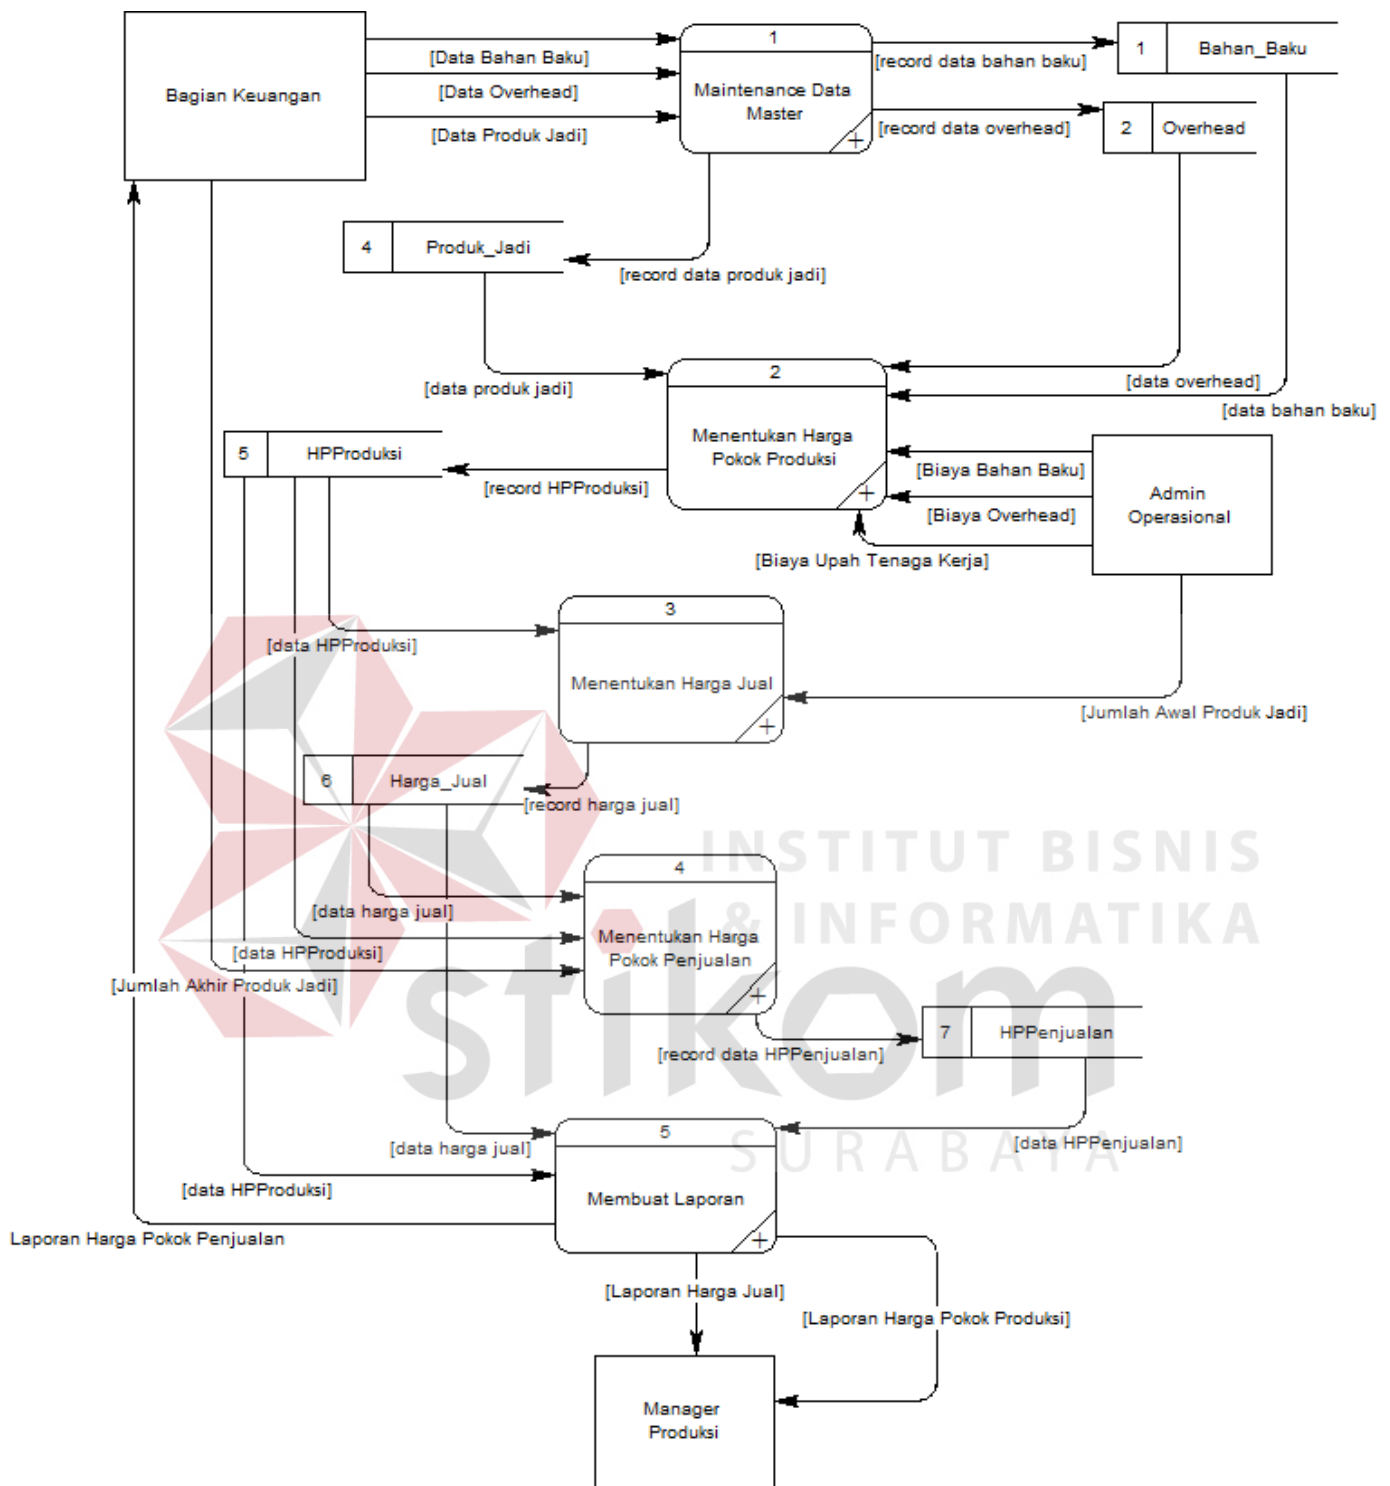 Bagian Keuangan
[Data Bahan Baku]
[Data Overhead]
[Data Produk Jadi]
1
Maintenance Data
Master
[record data bahan baku]
[record data overhead]
1 Bahan_Baku
2 Overhead
4 Produk_Jadi
[record data produk jadi]
[data produk jadi]
2
Menentukan Harga
Pokok Produksi
[data overhead]
[data bahan baku]
5 HPProduksi
[record HPProduksi]
[Biaya Bahan Baku]
[Biaya Overhead]
[Biaya Upah Tenaga Kerja]
Admin
Operasional
3
Menentukan Harga Jual
[data HPProduksi]
[Jumlah Awal Produk Jadi]
6 Harga_Jual
[record harga jual]
INSTITUT BISNIS
& INFORMATIKA
stikom
SURABAYA
4
Menentukan Harga
Pokok Penjualan
[data harga jual]
[data HPProduksi]
[Jumlah Akhir Produk Jadi]
[record data HPPenjualan]
7 HPPenjualan
5
Membuat Laporan
[data harga jual]
[data HPPenjualan]
[data HPProduksi]
Laporan Harga Pokok Penjualan
[Laporan Harga Jual]
[Laporan Harga Pokok Produksi]
Manager
Produksi